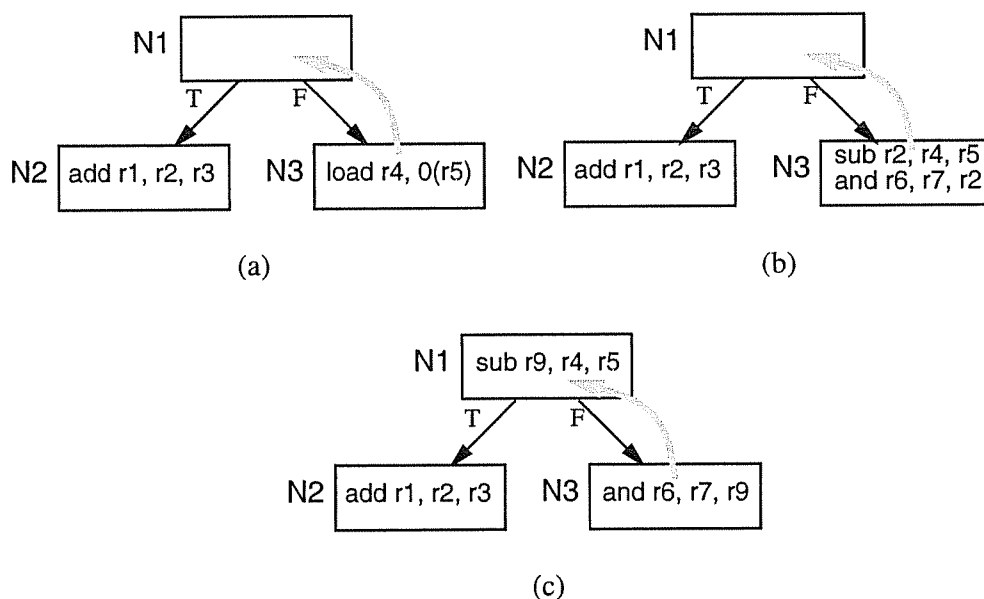 N1
T F
N2 add r1, r2, r3 N3 load r4, 0(r5)
(a)
N1
T F
N2 add r1, r2, r3 N3 sub r2, r4, r5
and r6, r7, r2
(b)
N1 sub r9, r4, r5
T F
N2 add r1, r2, r3 N3 and r6, r7, r9
(c)